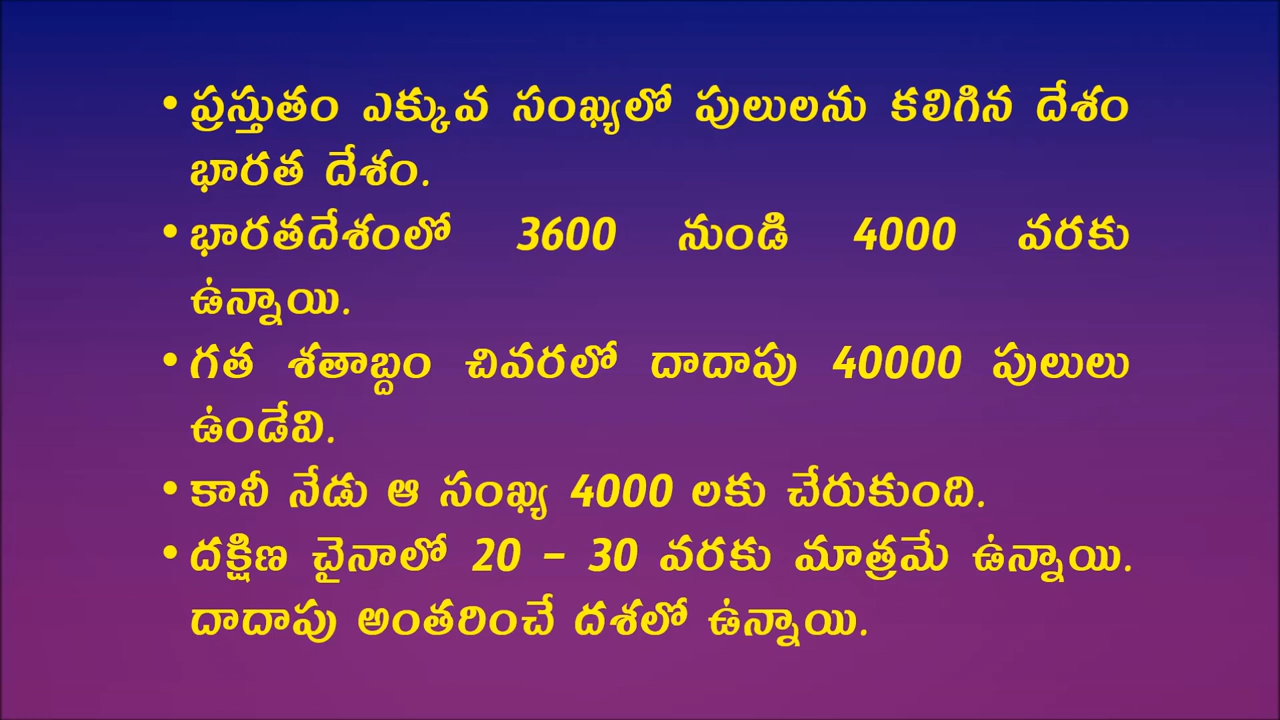 • ప్రస్తుతం ఎక్కువ సంఖ్యలో పులులను కలిగిన దేశం
భారత దేశం.
• భారతదేశంలో 3600 నుండి 4000 వరకు
ఉన్నాయి.
• గత శతాబ్దం చివరలో దాదాపు 40000 పులులు
ఉండేవి.
• కానీ నేడు ఆ సంఖ్య 4000 లకు చేరుకుంది.
• దక్షిణ చైనాలో 20 – 30 వరకు మాత్రమే ఉన్నాయి.
దాదాపు అంతరించే దశలో ఉన్నాయి.